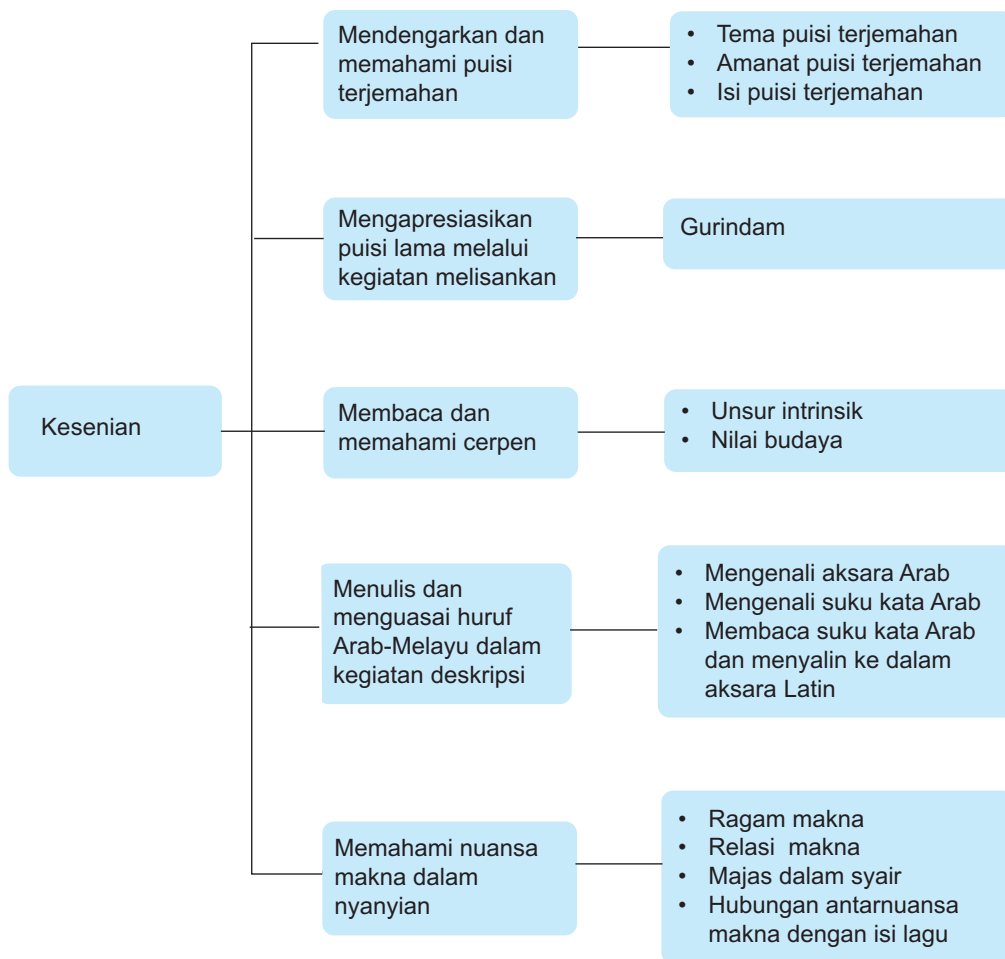 Kesenian
Mendengarkan dan
memahami puisi
terjemahan
• Tema puisi terjemahan
• Amanat puisi terjemahan
• Isi puisi terjemahan
Mengapresiasikan
puisi lama melalui
kegiatan melisankan
Gurindam
Membaca dan
memahami cerpen
• Unsur intrinsik
• Nilai budaya
Menulis dan
menguasai huruf
Arab-Melayu dalam
kegiatan deskripsi
• Mengenali aksara Arab
• Mengenali suku kata Arab
• Membaca suku kata Arab
dan menyalin ke dalam
aksara Latin
Memahami nuansa
makna dalam
nyanyian
• Ragam makna
• Relasi makna
• Majas dalam syair
• Hubungan antarnuansa
makna dengan isi lagu